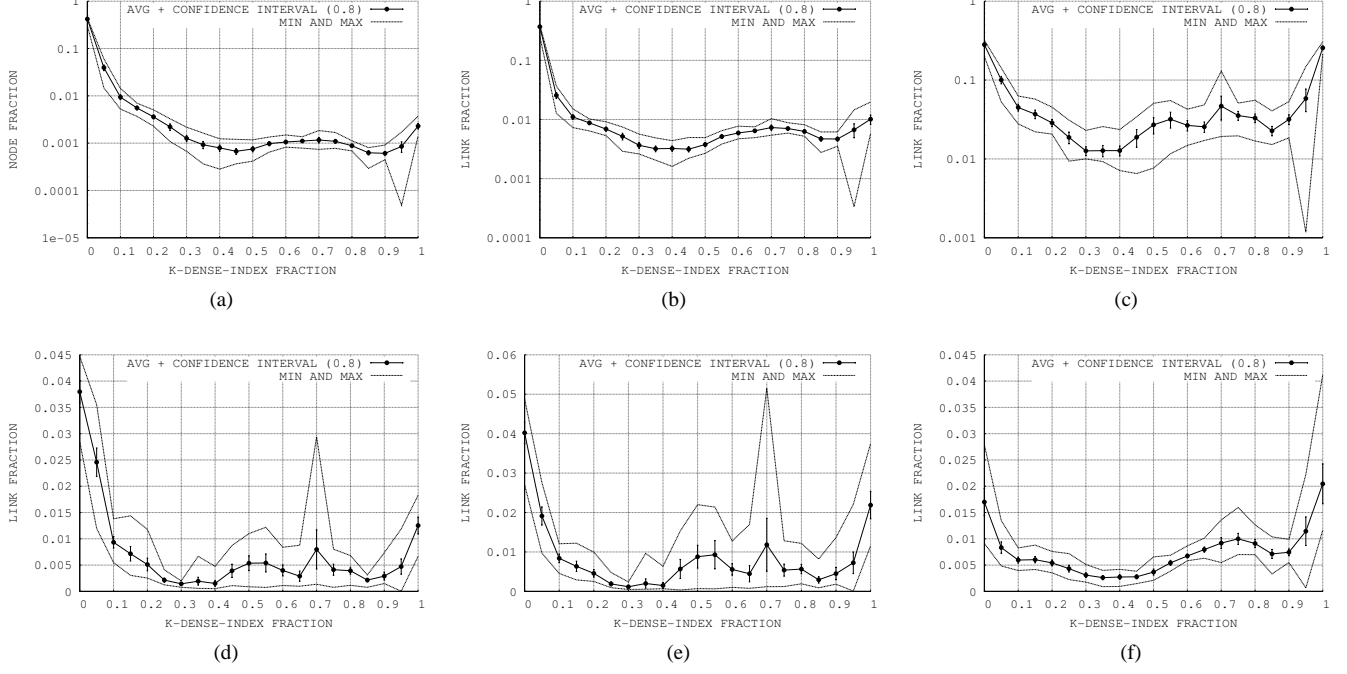 1
0.1
0.01
0.001
0.0001
1e-05
NODE FRACTION
AVG + CONFIDENCE INTERVAL (0.8)
MIN AND MAX
0 0.1 0.2 0.3 0.4 0.5 0.6 0.7 0.8 0.9 1
K-DENSE-INDEX FRACTION
(a)
1
0.1
0.01
0.001
0.0001
LINK FRACTION
AVG + CONFIDENCE INTERVAL (0.8)
MIN AND MAX
0 0.1 0.2 0.3 0.4 0.5 0.6 0.7 0.8 0.9 1
K-DENSE-INDEX FRACTION
(b)
1
0.1
0.01
0.001
LINK FRACTION
AVG + CONFIDENCE INTERVAL (0.8)
MIN AND MAX
0 0.1 0.2 0.3 0.4 0.5 0.6 0.7 0.8 0.9 1
K-DENSE-INDEX FRACTION
(c)
0.045
0.04
0.035
0.03
0.025
0.02
0.015
0.01
0.005
0
LINK FRACTION
AVG + CONFIDENCE INTERVAL (0.8)
MIN AND MAX
0 0.1 0.2 0.3 0.4 0.5 0.6 0.7 0.8 0.9 1
K-DENSE-INDEX FRACTION
(d)
0.06
0.05
0.04
0.03
0.02
0.01
0
LINK FRACTION
AVG + CONFIDENCE INTERVAL (0.8)
MIN AND MAX
0 0.1 0.2 0.3 0.4 0.5 0.6 0.7 0.8 0.9 1
K-DENSE-INDEX FRACTION
(e)
0.045
0.04
0.035
0.03
0.025
0.02
0.015
0.01
0.005
0
LINK FRACTION
AVG + CONFIDENCE INTERVAL (0.8)
MIN AND MAX
0 0.1 0.2 0.3 0.4 0.5 0.6 0.7 0.8 0.9 1
K-DENSE-INDEX FRACTION
(f)